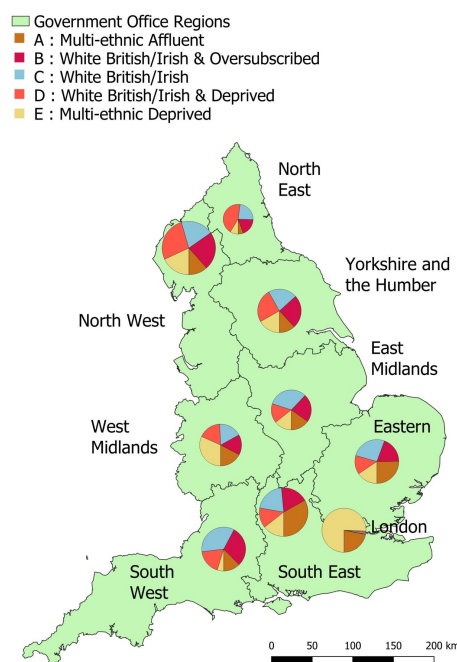 Government Office Regions
A : Multi-ethnic Affluent
B : White British/Irish & Oversubscribed
C : White British/Irish
D : White British/Irish & Deprived
E : Multi-ethnic Deprived
North
East
Yorkshire and
the Humber
North West
East
Midlands
West
Midlands
Eastern
London
South
West
South East
0 50 100 150 200 km